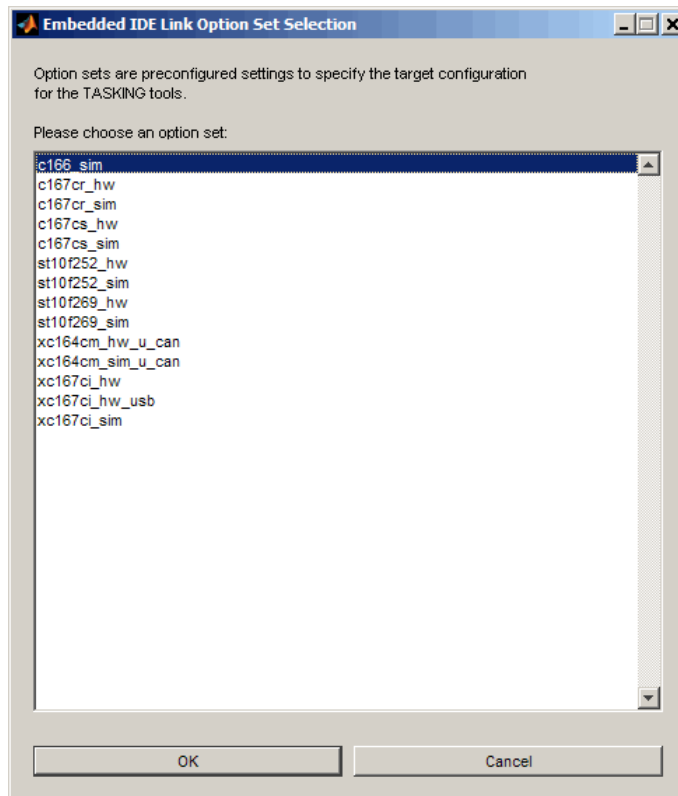 Embedded IDE Link Option Set Selection
Option sets are preconfigured settings to specify the target configuration
for the TASKING tools.
Please choose an option set:
c166_sim
c167cr_hw
c167cr_sim
c167cs_hw
c167cs_sim
st10f252_hw
st10f252_sim
st10f269_hw
st10f269_sim
xc164cm_hw_u_can
xc164cm_sim_u_can
xc167ci_hw
xc167ci_hw_usb
xc167ci_sim
OK
Cancel